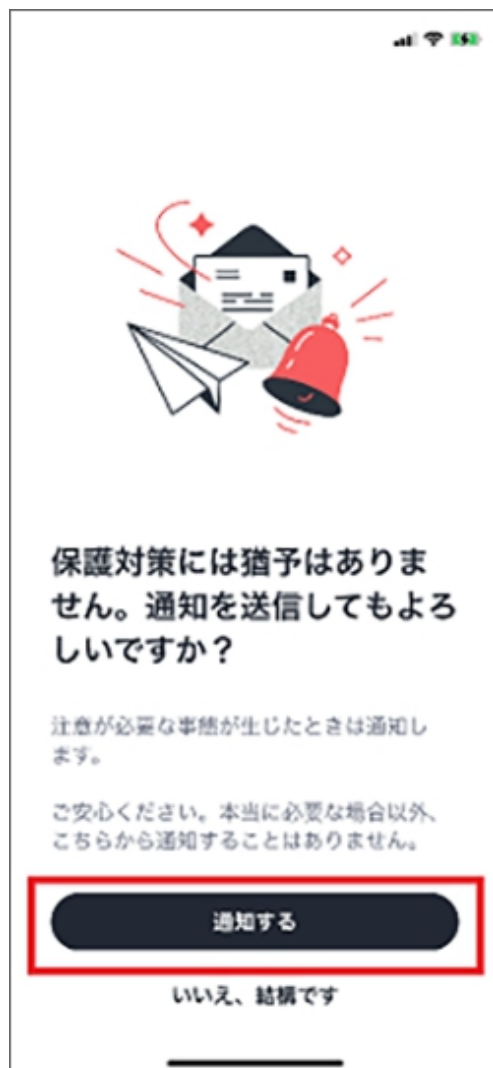 保護対策には猶予はありま
せん。通知を送信してもよろ
しいですか？
注意が必要な事態が生じたときは通知し
ます。
ご安心ください。本当に必要な場合以外、
こちらから通知することはありません。
通知する
いいえ、結構です